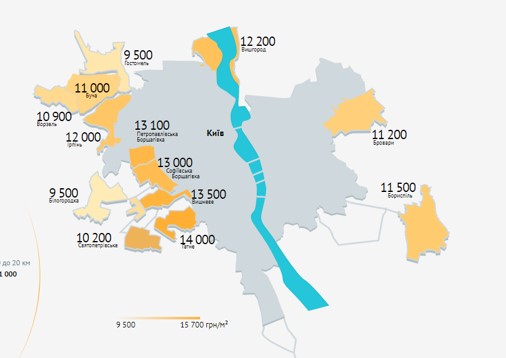 9 500
Гостомель
12 200
Вишгород
11 000
Буча
10 900
Ворзель
12 000
Ірпінь
13 100
Петропавлівська
Борщагівка
Київ
11 200
Бровари
13 000
Софіївська
Борщагівка
9 500
Білогородка
13 500
Вишневе
11 500
Бориспіль
10 200
Святопетрівське
14 000
до 20 км
000
9 500
15 700 грн/м²